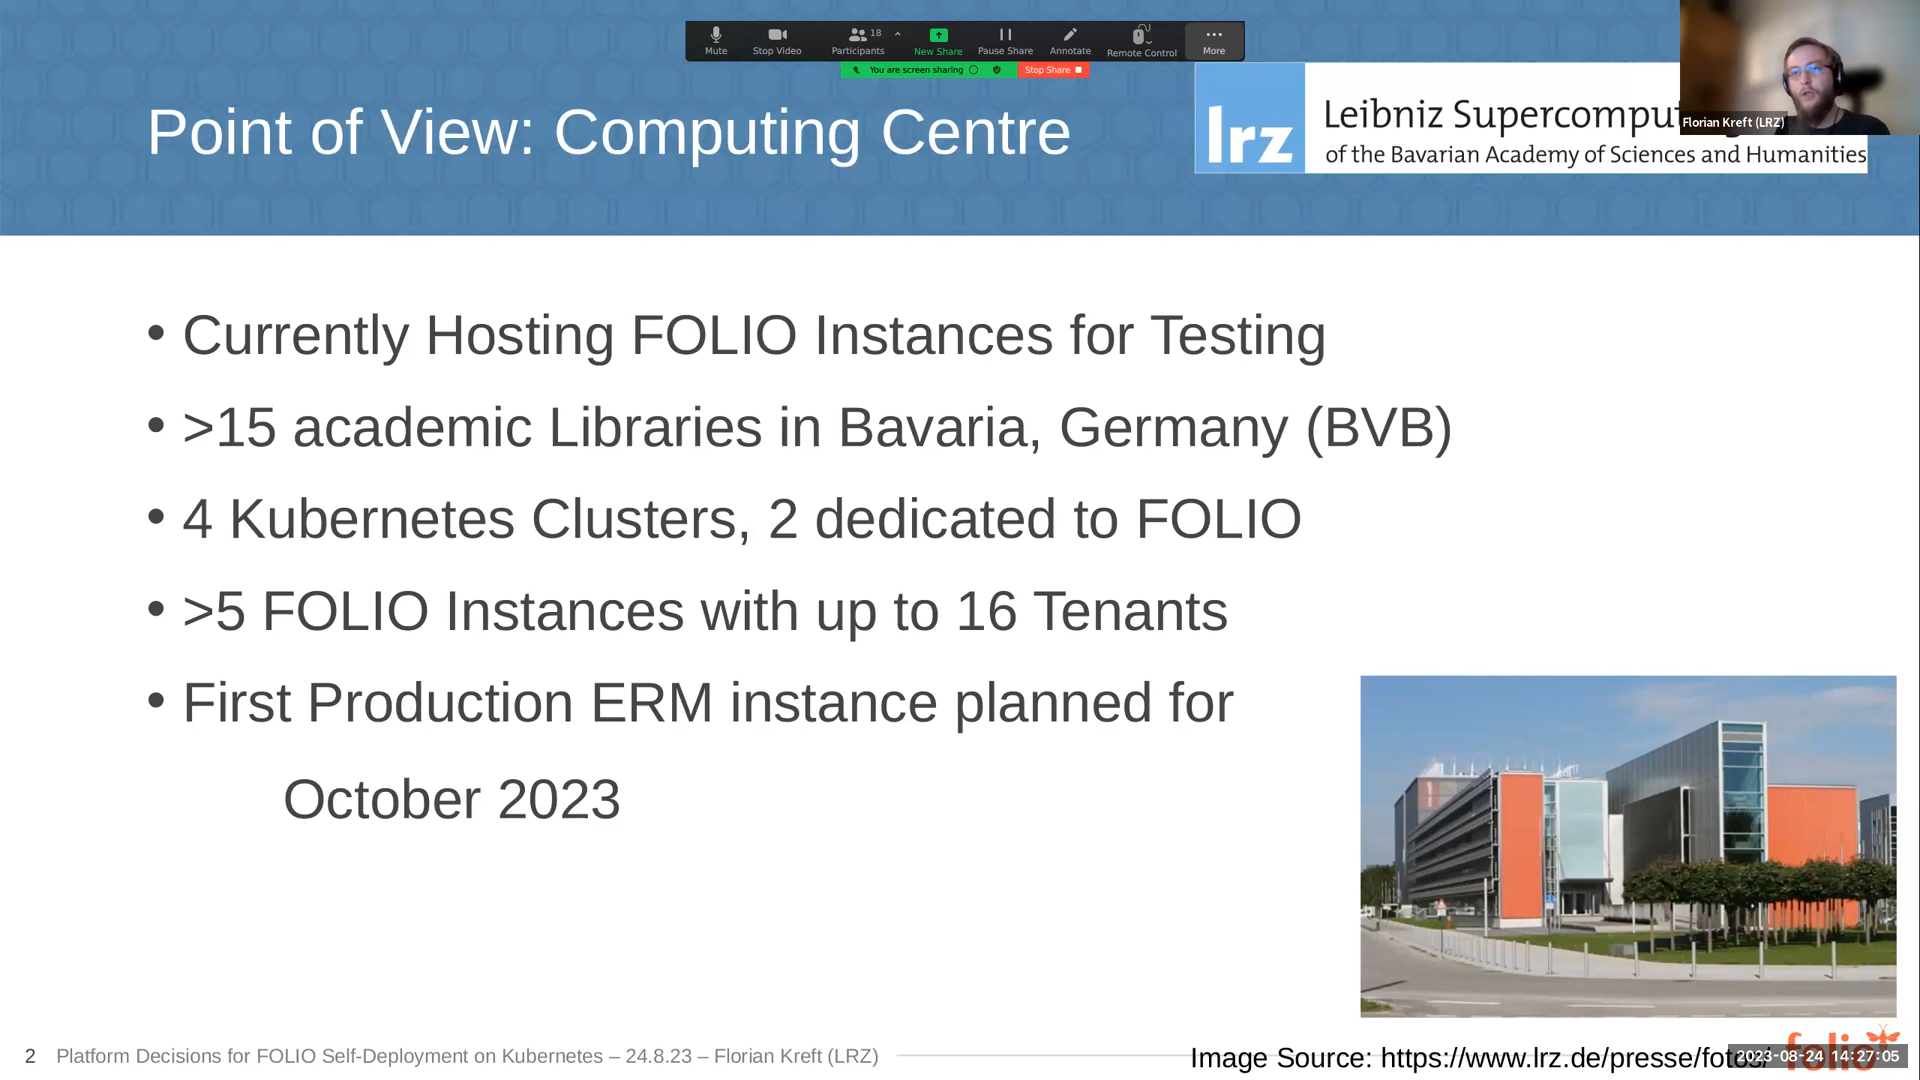 Mute
Stop Video
Participants
18
New Share
Pause Share
Annotate
Remote Control
More
You are screen sharing
Stop Share
Point of View: Computing Centre
lrz
Leibniz
of the Bavarian Academy of Sciences and Humanities
Florian Kreft (LRZ)
• Currently Hosting FOLIO Instances for Testing
• >15 academic Libraries in Bavaria, Germany (BVB)
• 4 Kubernetes Clusters, 2 dedicated to FOLIO
• >5 FOLIO Instances with up to 16 Tenants
• First Production ERM instance planned for
October 2023
2
Platform Decisions for FOLIO Self-Deployment on Kubernetes – 24.8.23 – Florian Kreft (LRZ)
Image Source: https://www.lrz.de/presse/fotos/
folio
2023-08-24 14:27:05